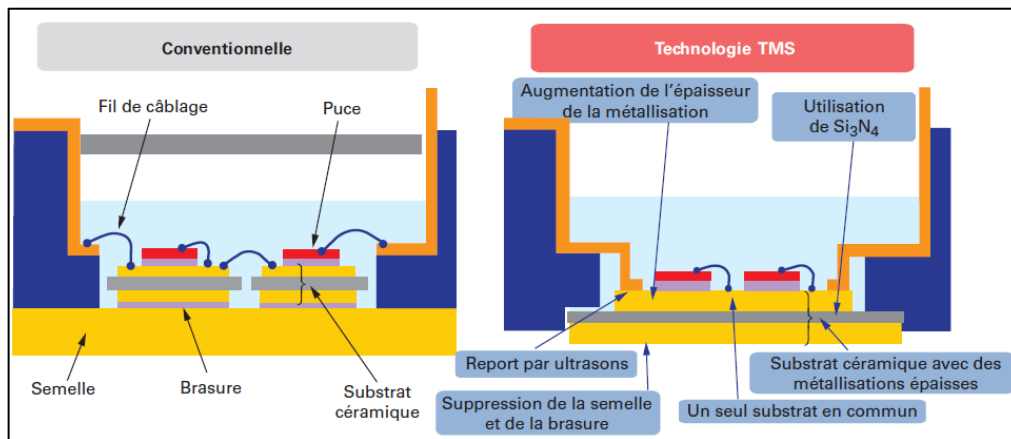 Conventionnelle
Technologie TMS
Fil de câblage
Puce
Augmentation de l'épaisseur
de la métallisation
Utilisation
de Si₃N₄
Semelle
Brasure
Substrat
céramique
Report par ultrasons
Substrat céramique avec des
métallisations épaisses
Suppression de la semelle
et de la brasure
Un seul substrat en commun